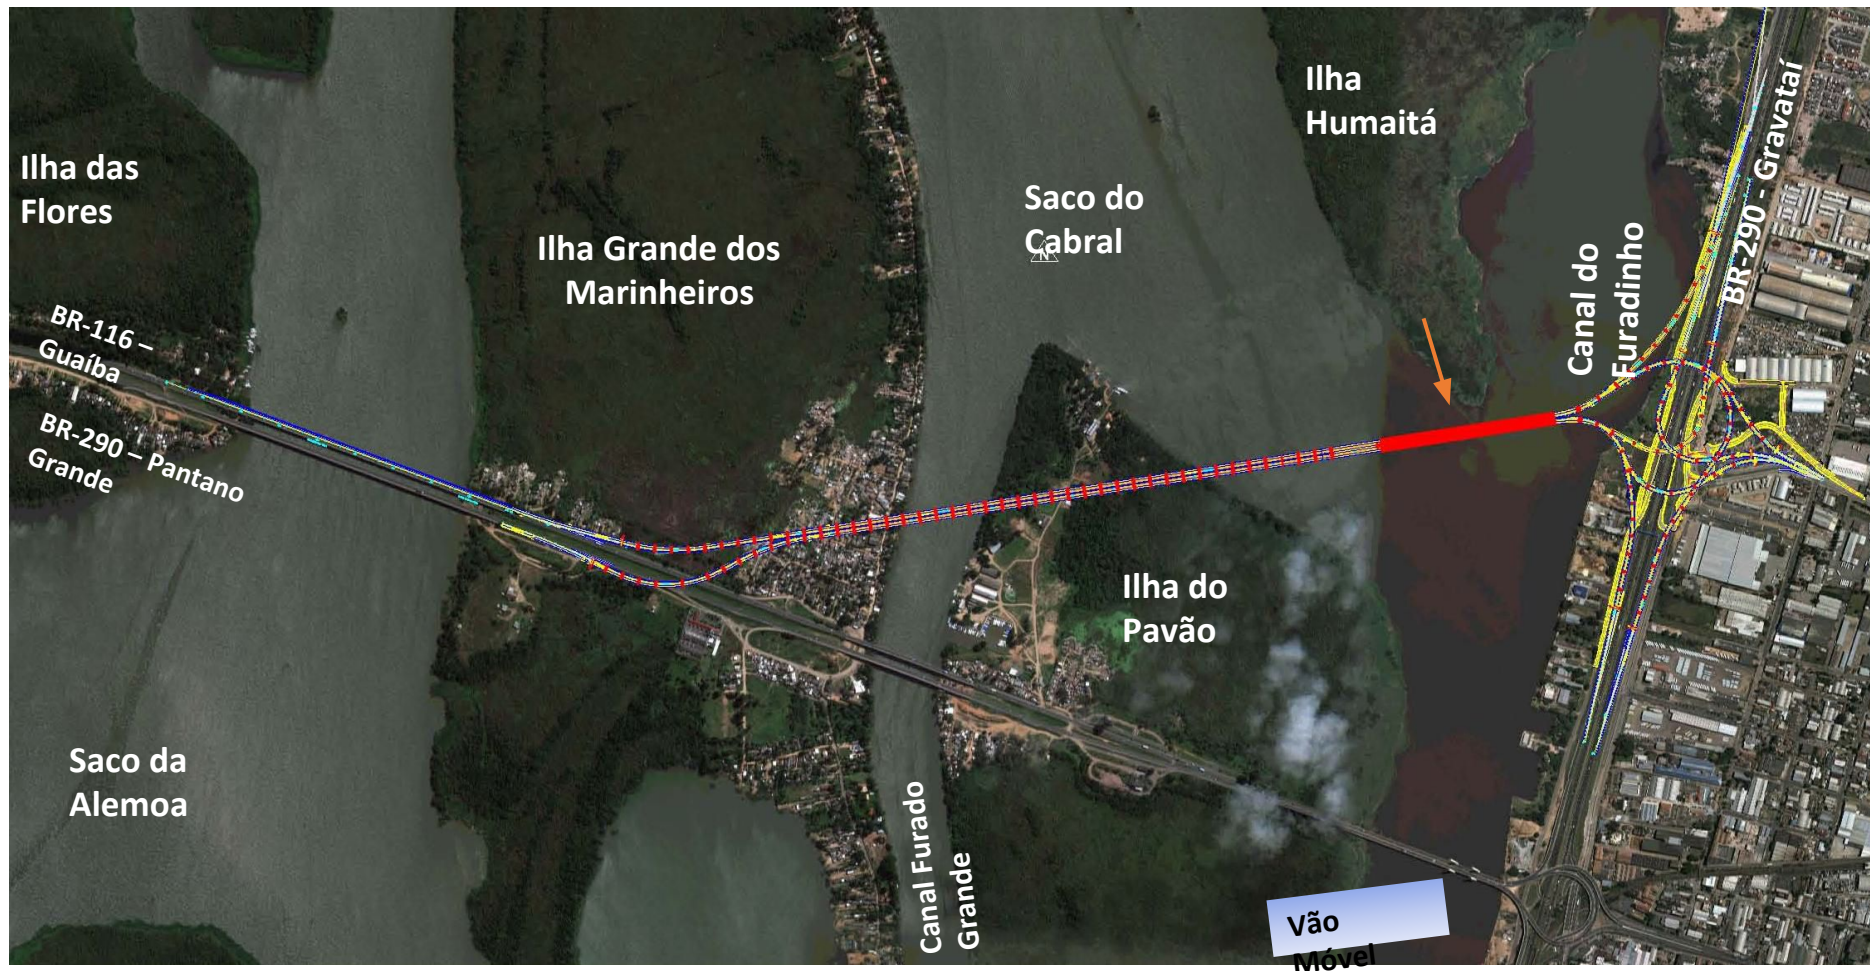 Ilha das
Flores
Ilha Grande dos
Marinheiros
Saco do
Cabral
N
Ilha
Humaitá
Canal do
Furadinho
BR-290 - Gravataí
BR-116 –
Guaíba
BR-290 – Pantano
Grande
Ilha do
Pavão
Saco da
Alemoa
Canal Furado
Grande
Vão
Móvel